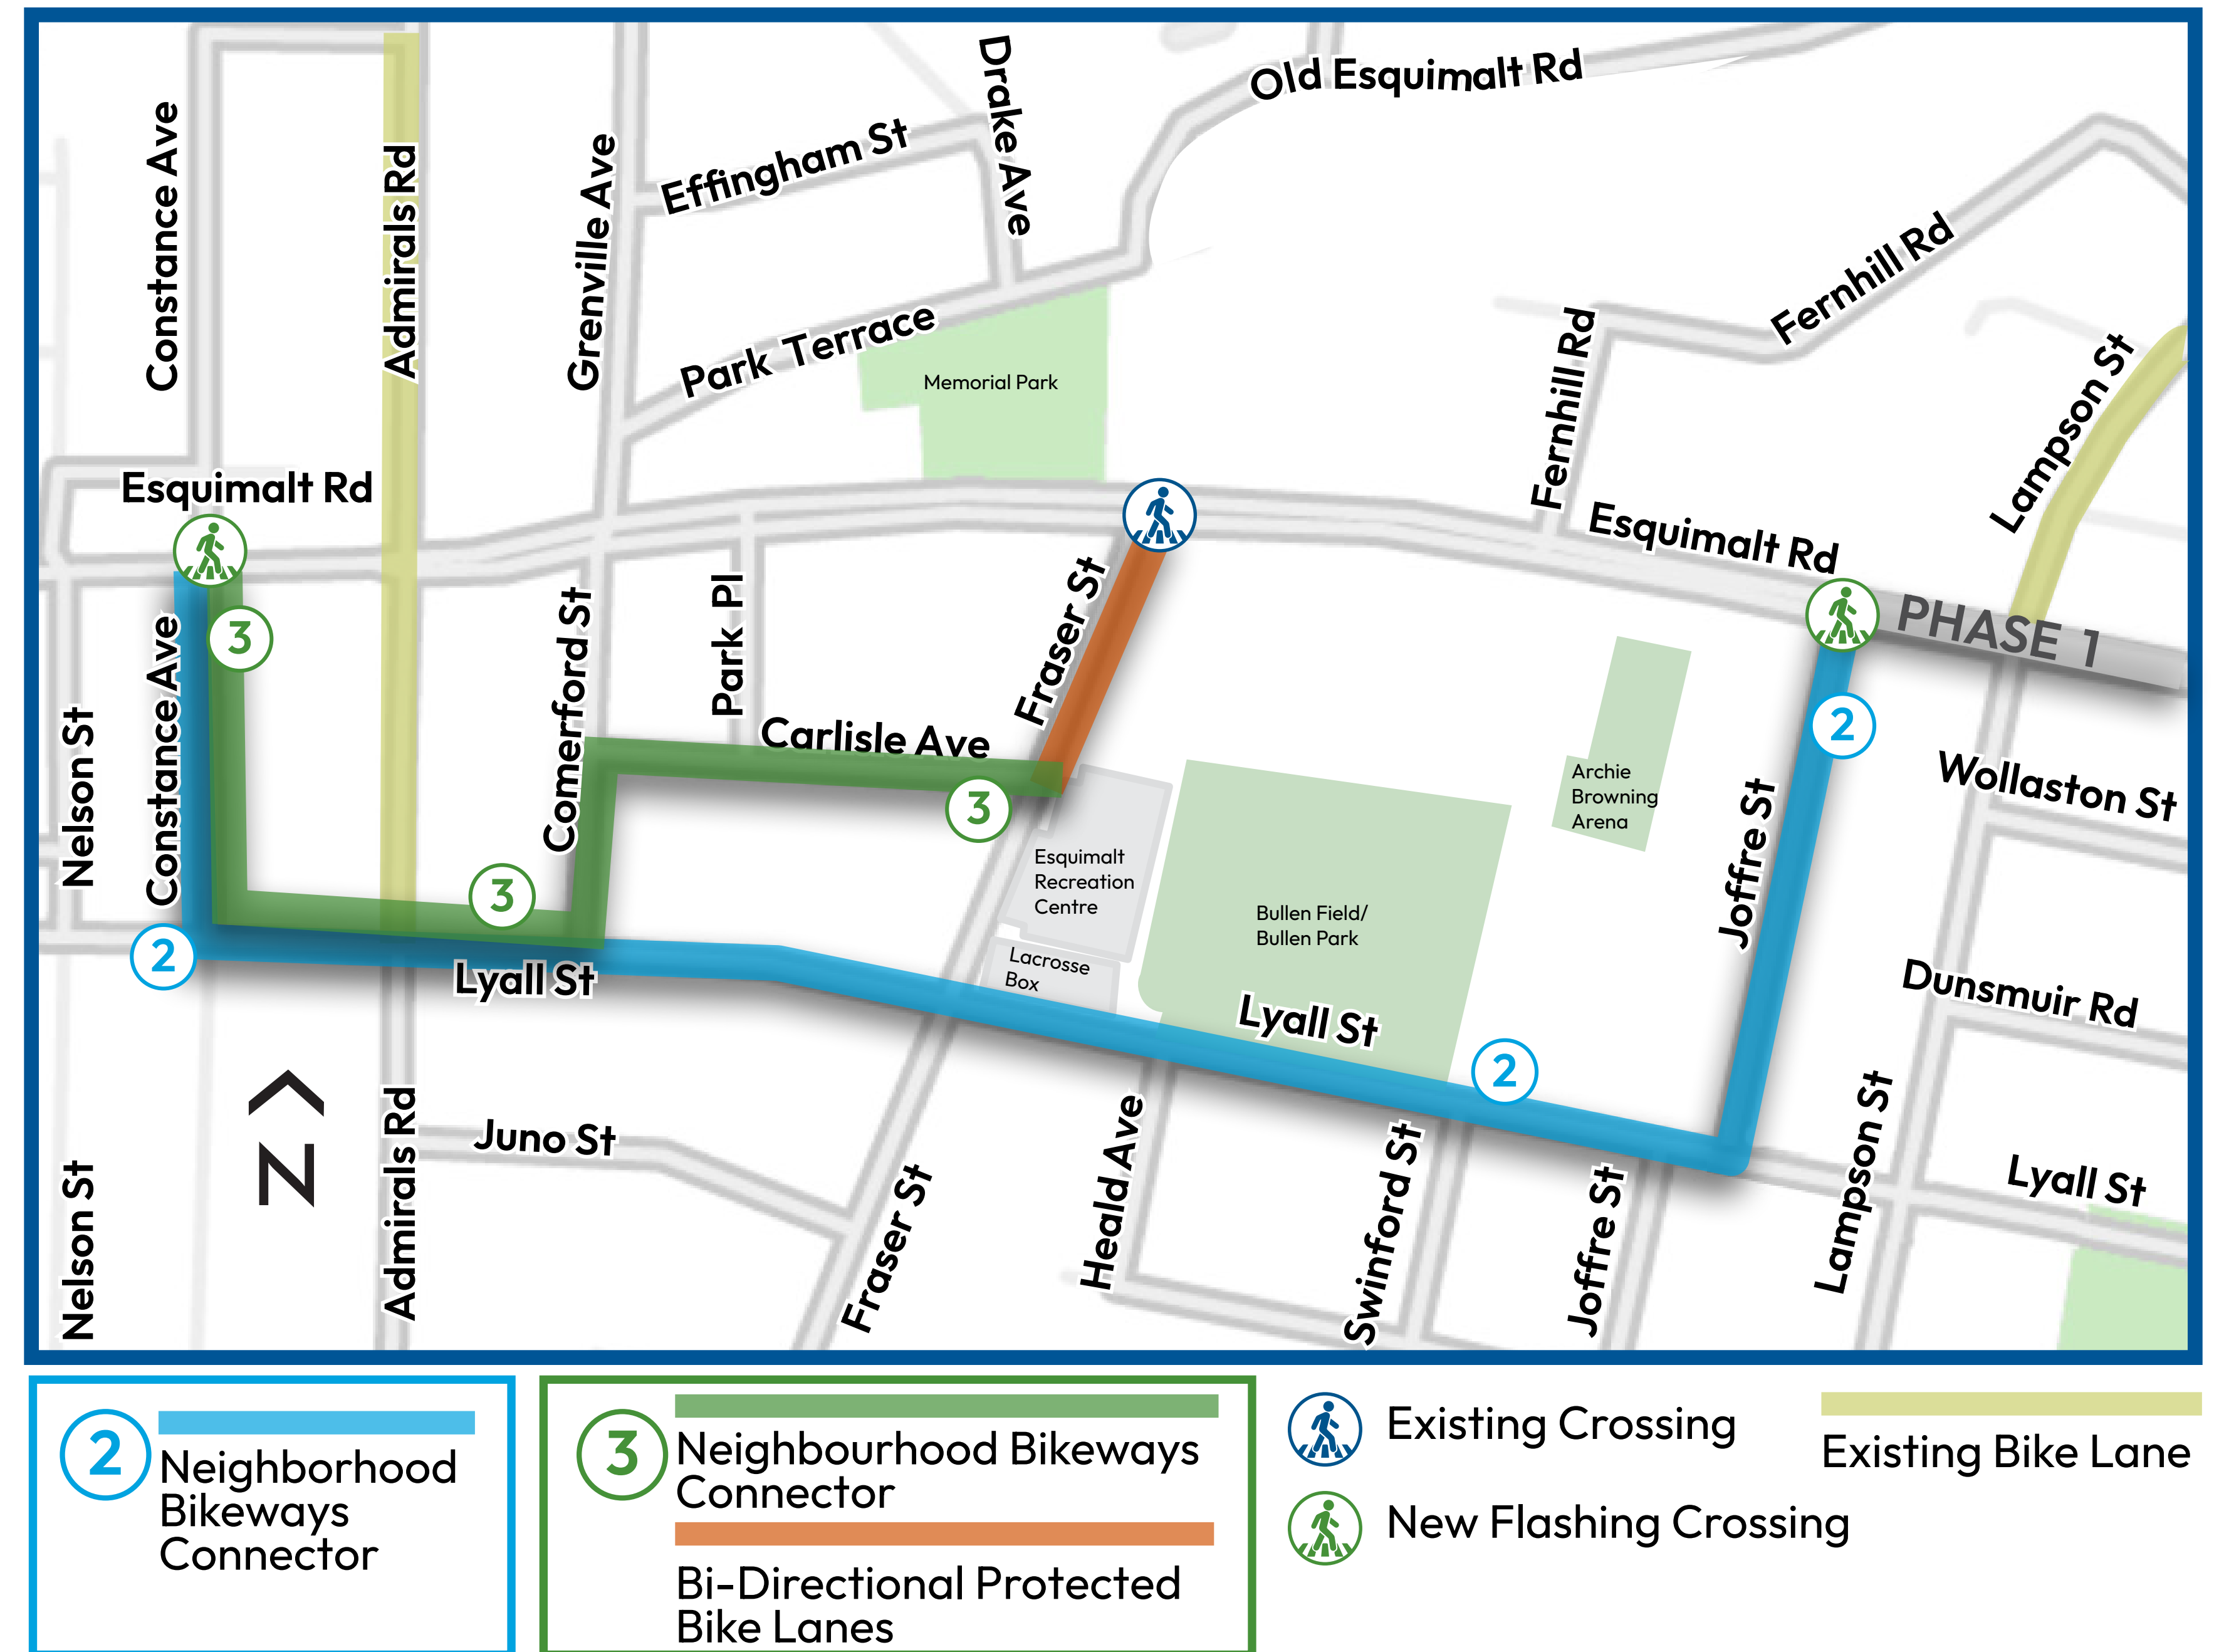 Drake Ave
Old Esquimalt Rd
Constance Ave
Admirals Rd
Grenville Ave
Effingham St
Fernhill Rd
Park Terrace
Memorial Park
Fernhill Rd
Lampson St
Esquimalt Rd
Esquimalt Rd
PHASE 1
3
Constance Ave
Nelson St
Comerford St
Park Pl
Fraser St
Carlisle Ave
3
2
Archie
Browning
Arena
Wollaston St
Joffre St
Esquimalt
Recreation
Centre
3
Bullen Field/
Bullen Park
2
Lyall St
Lacrosse
Box
Lyall St
Dunsmuir Rd
2
N
Nelson St
Admirals Rd
Juno St
Fraser St
Heald Ave
Swinford St
Joffre St
Lampson St
Lyall St
2
Neighborhood
Bikeways
Connector
3
Neighbourhood Bikeways
Connector
Bi-Directional Protected
Bike Lanes
Existing Crossing
New Flashing Crossing
Existing Bike Lane